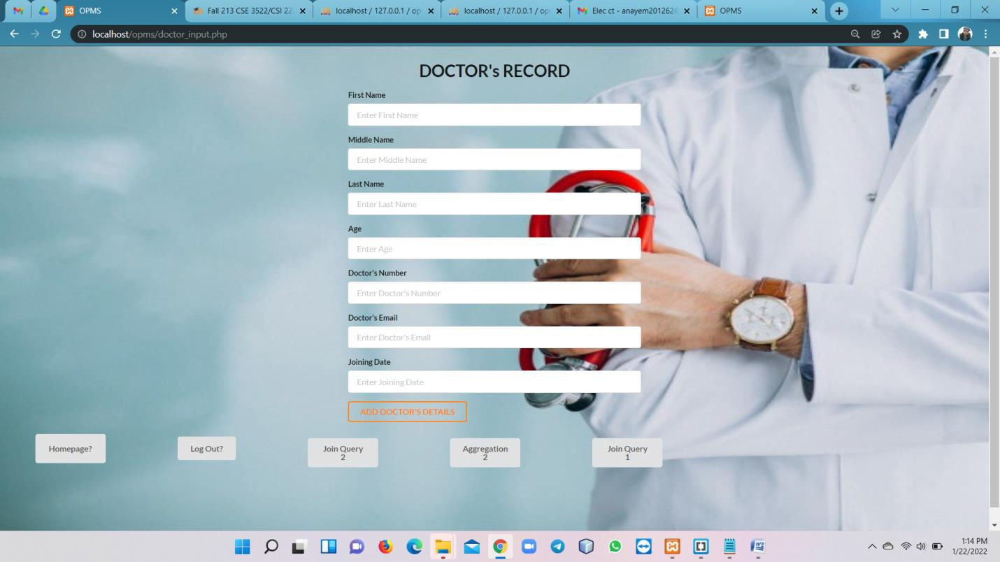 OPMS
Fall 213 CSE 3522/CSI 22
localhost / 127.0.0.1 / op
localhost / 127.0.0.1 / op
Elec ct - anayem201262@
OPMS
localhost/opms/doctor_input.php
DOCTOR's RECORD
First Name
Enter First Name
Middle Name
Enter Middle Name
Last Name
Enter Last Name
Age
Enter Age
Doctor's Number
Enter Doctor's Number
Doctor's Email
Enter Doctor's Email
Joining Date
Enter Joining Date
ADD DOCTOR'S DETAILS
Homepage?
Log Out?
Join Query
2
Aggregation
2
Join Query
1
1:14 PM
1/22/2022